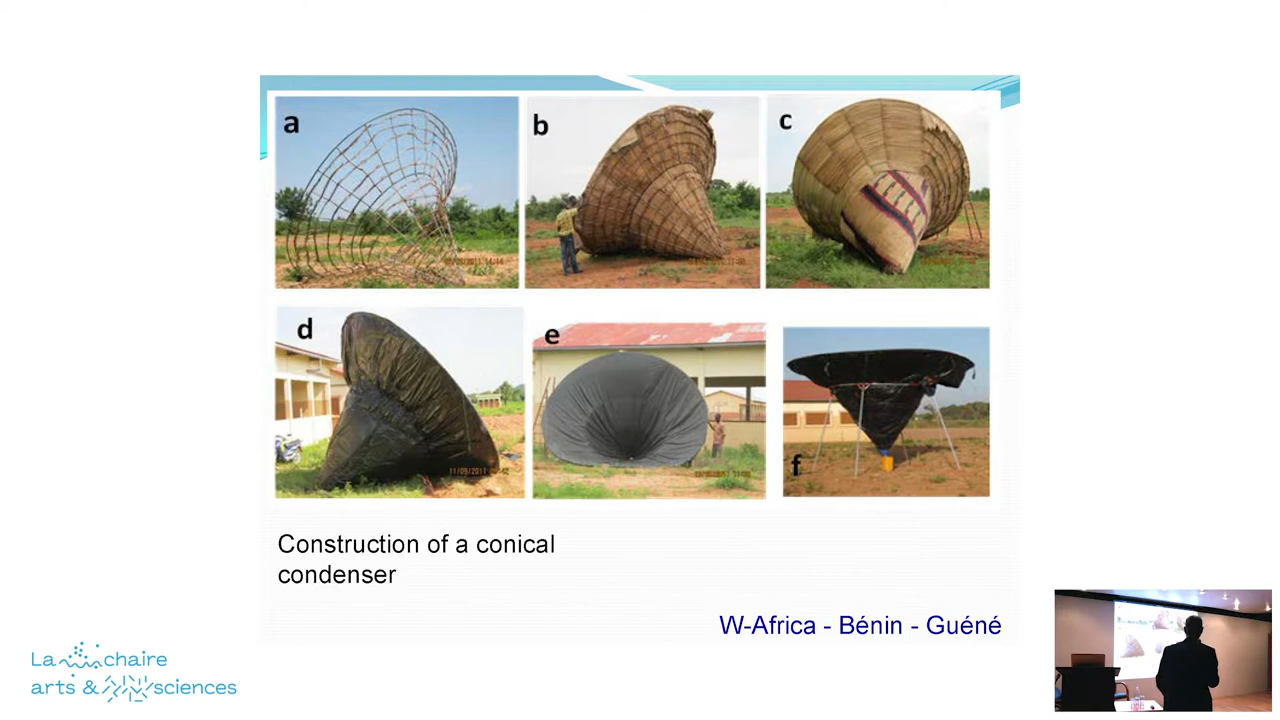 a
b
c
d
e
f
Construction of a conical
condenser
W-Africa - Bénin - Guéné
La chaire
arts & sciences